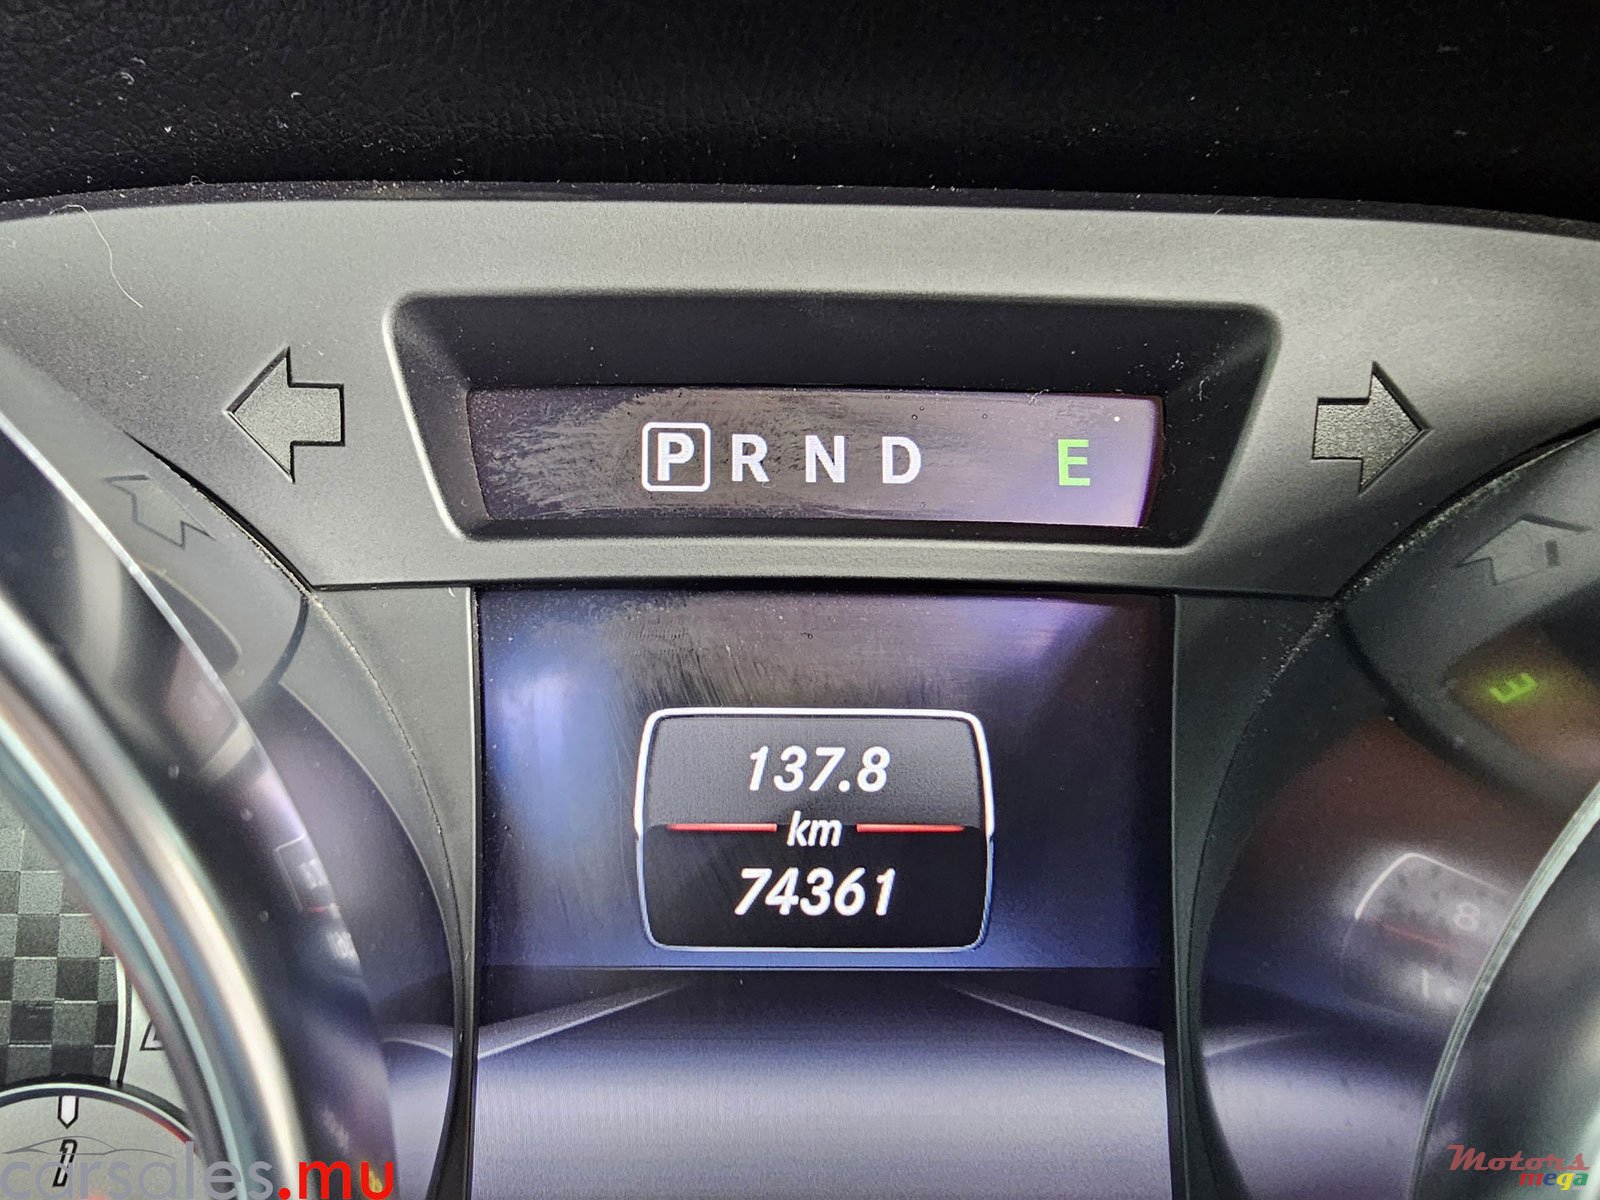 P R N D E
137.8
km
74361
carsales.mu
Motors
mega